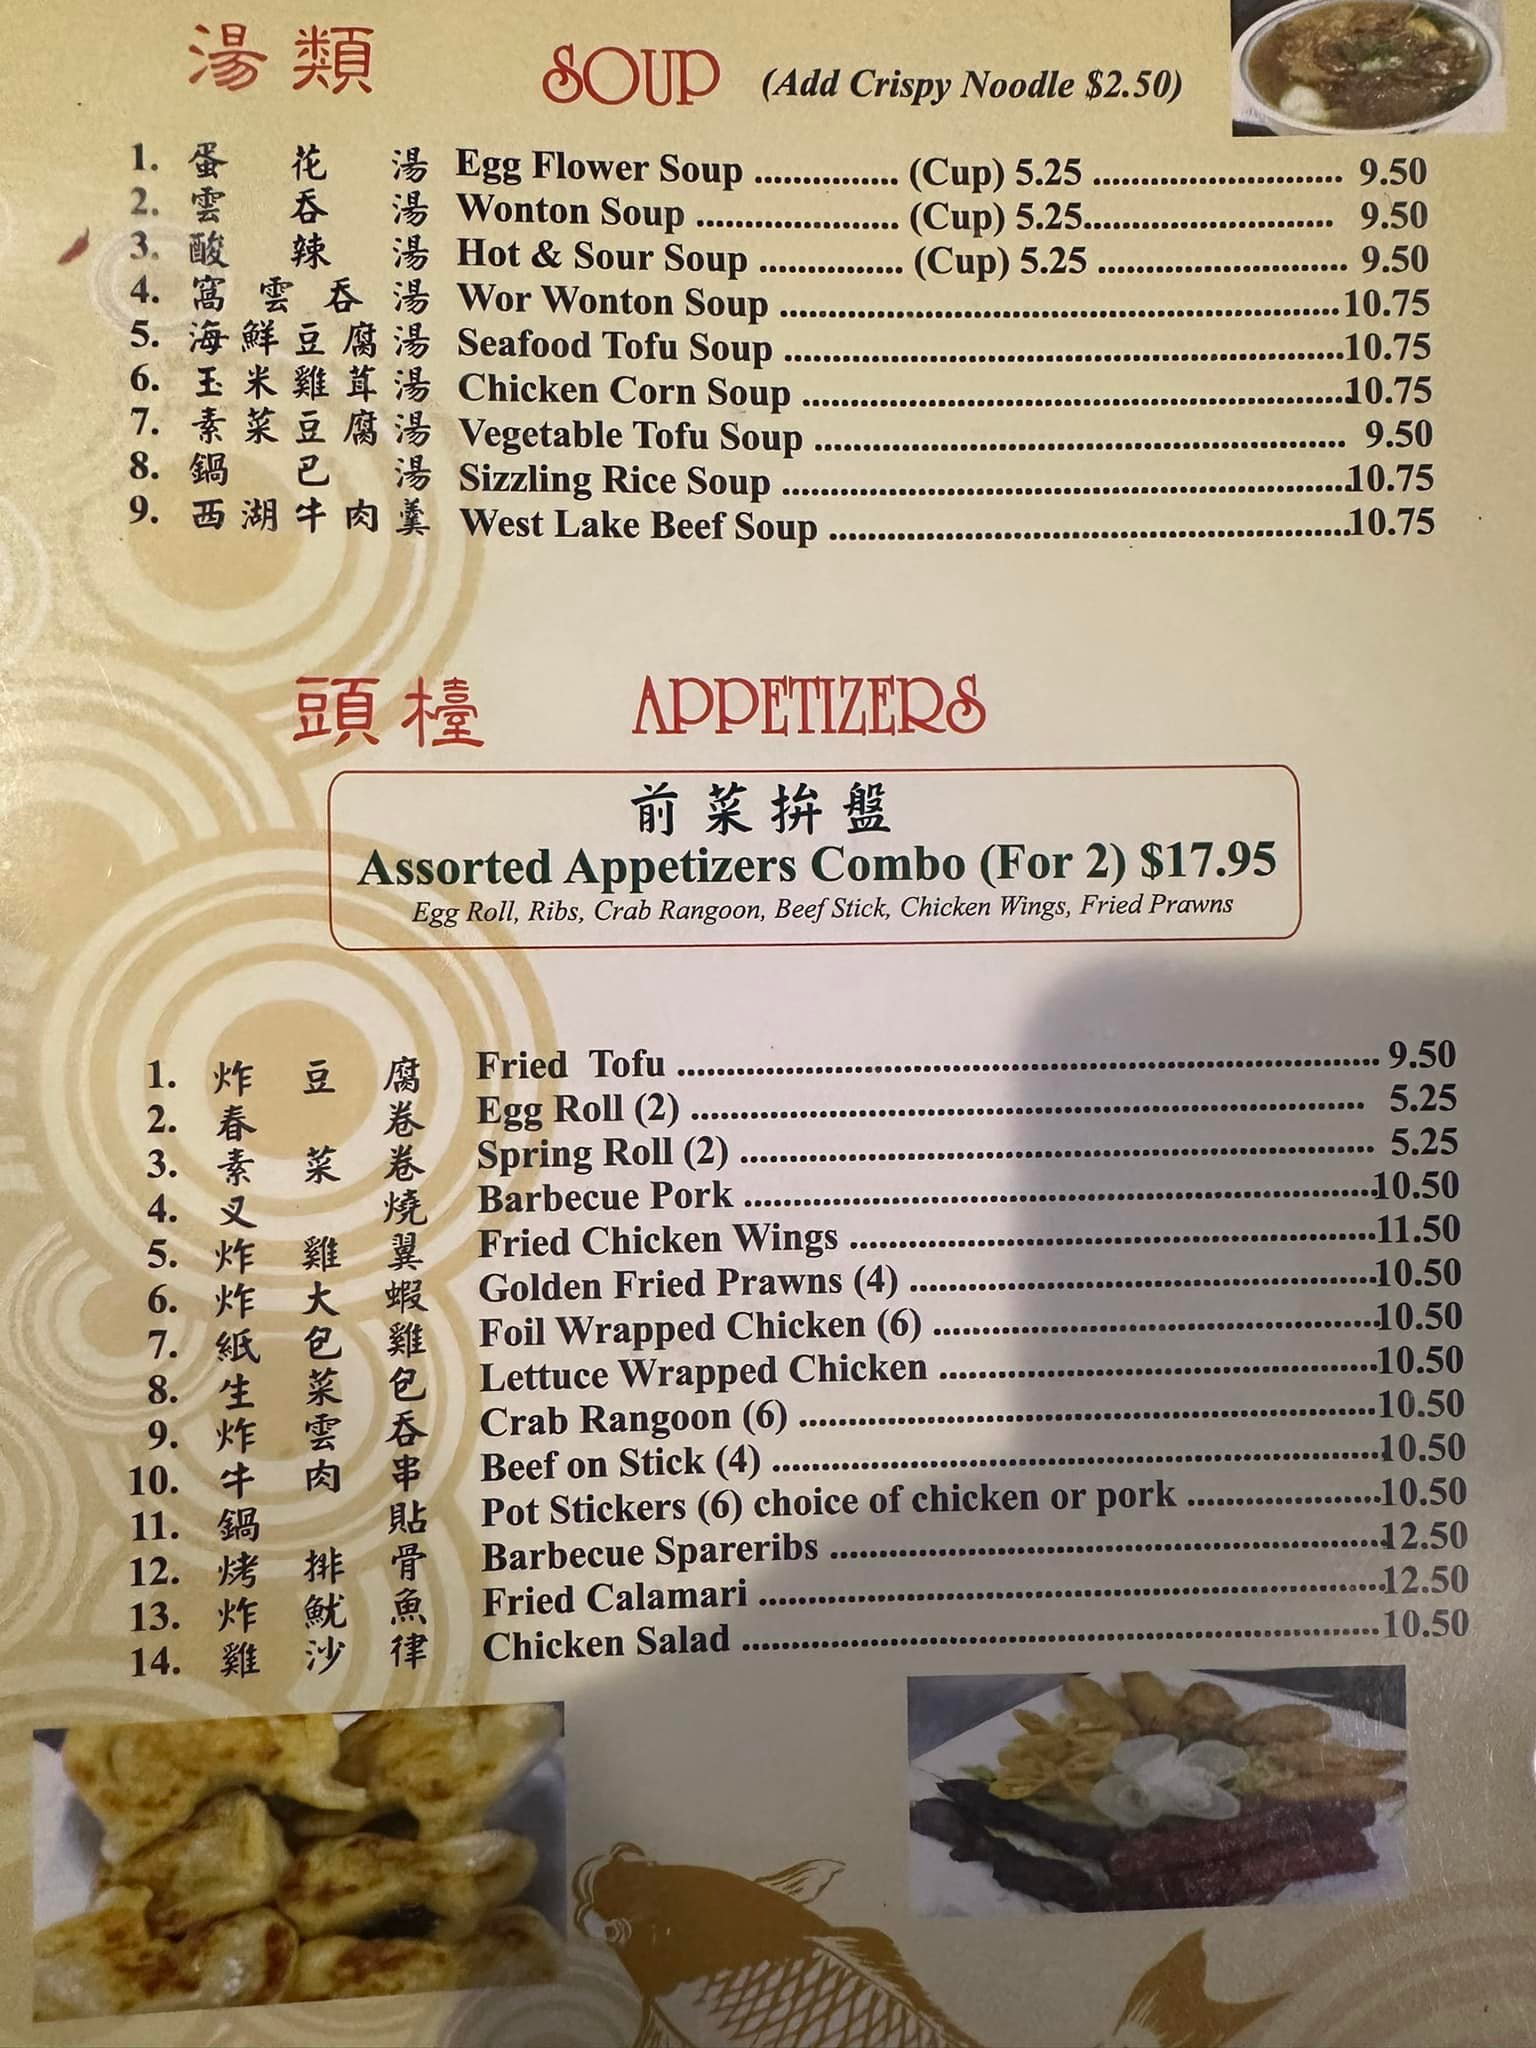 湯類 SOUP (Add Crispy Noodle $2.50)
1. 蛋花湯 Egg Flower Soup ............... (Cup) 5.25 .......................... 9.50
2. 雲吞湯 Wonton Soup ..................... (Cup) 5.25.......................... 9.50
3. 酸辣湯 Hot & Sour Soup ............... (Cup) 5.25 .......................... 9.50
4. 窩雲吞湯 Wor Wonton Soup ..........................................................10.75
5. 海鮮豆腐湯 Seafood Tofu Soup ..........................................................10.75
6. 玉米雞茸湯 Chicken Corn Soup ........................................................10.75
7. 素菜豆腐湯 Vegetable Tofu Soup ....................................................... 9.50
8. 鍋巴湯 Sizzling Rice Soup ..........................................................10.75
9. 西湖牛肉羹 West Lake Beef Soup .....................................................10.75
頭檯 APPETIZERS
前菜拚盤
Assorted Appetizers Combo (For 2) $17.95
Egg Roll, Ribs, Crab Rangoon, Beef Stick, Chicken Wings, Fried Prawns
1. 炸豆腐 Fried Tofu ........................................................................ 9.50
2. 春卷 Egg Roll (2) ..................................................................... 5.25
3. 素菜卷 Spring Roll (2) ................................................................. 5.25
4. 叉燒 Barbecue Pork .................................................................10.50
5. 炸雞翼 Fried Chicken Wings ......................................................11.50
6. 炸大蝦 Golden Fried Prawns (4) ................................................10.50
7. 紙包雞 Foil Wrapped Chicken (6) ..............................................10.50
8. 生菜包 Lettuce Wrapped Chicken .............................................10.50
9. 炸雲吞 Crab Rangoon (6) ............................................................10.50
10. 牛肉串 Beef on Stick (4) ...............................................................10.50
11. 鍋貼 Pot Stickers (6) choice of chicken or pork ....................10.50
12. 烤排骨 Barbecue Spareribs .........................................................12.50
13. 炸魷魚 Fried Calamari ................................................................12.50
14. 雞沙律 Chicken Salad ..................................................................10.50